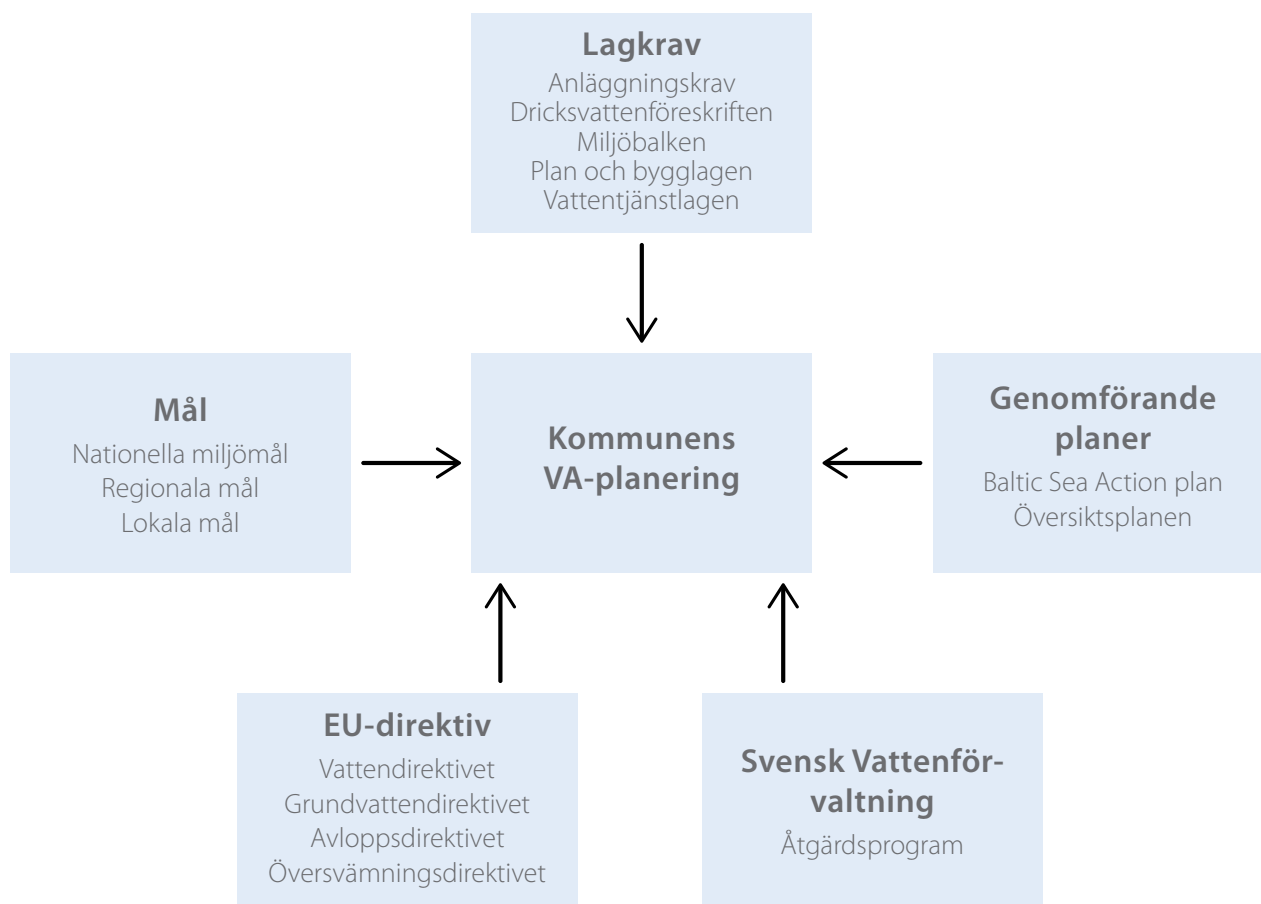 Lagkrav
Anläggningskrav
Dricksvattenföreskriften
Miljöbalken
Plan och bygglagen
Vattentjänstlagen
Mål
Nationella miljömål
Regionala mål
Lokala mål
Kommunens
VA-planering
Genomförande
planer
Baltic Sea Action plan
Översiktsplanen
EU-direktiv
Vattendirektivet
Grundvattendirektivet
Avloppsdirektivet
Översvämningsdirektivet
Svensk Vattenför-
valtning
Åtgärdsprogram